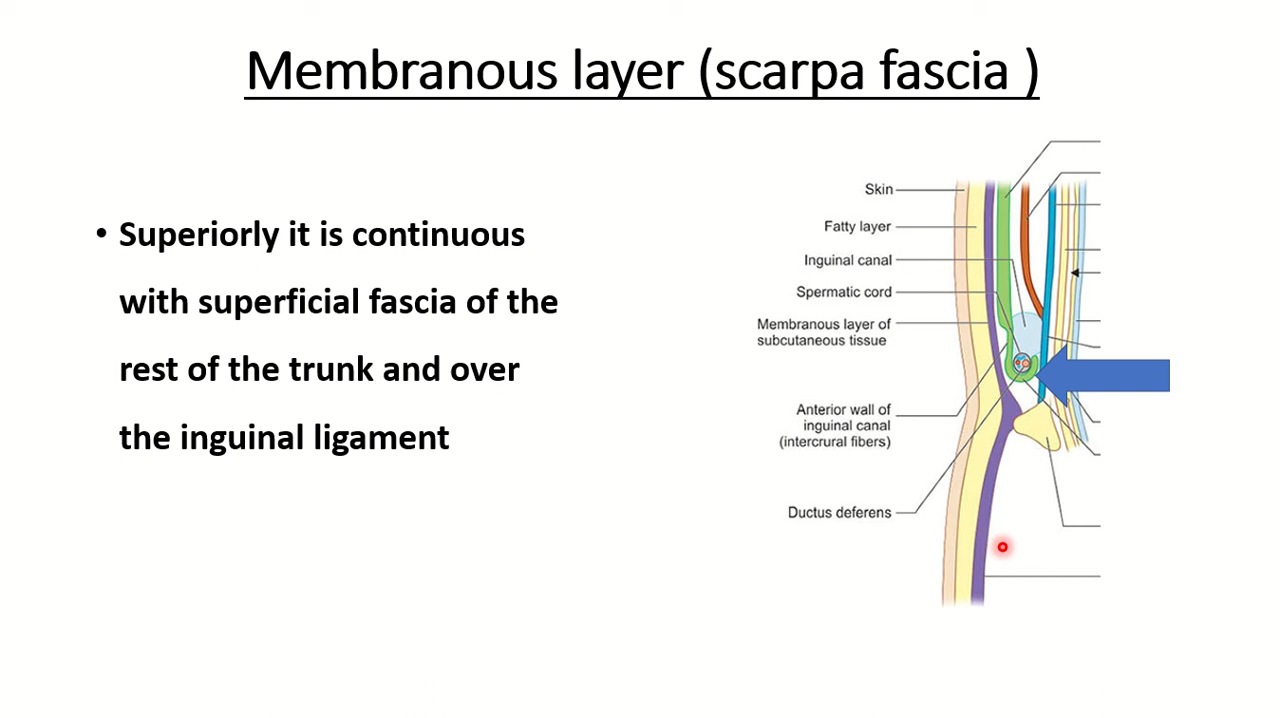 Membranous layer (scarpa fascia )
• Superiorly it is continuous
with superficial fascia of the
rest of the trunk and over
the inguinal ligament
Skin
Fatty layer
Inguinal canal
Spermatic cord
Membranous layer of
subcutaneous tissue
Anterior wall of
inguinal canal
(intercrural fibers)
Ductus deferens